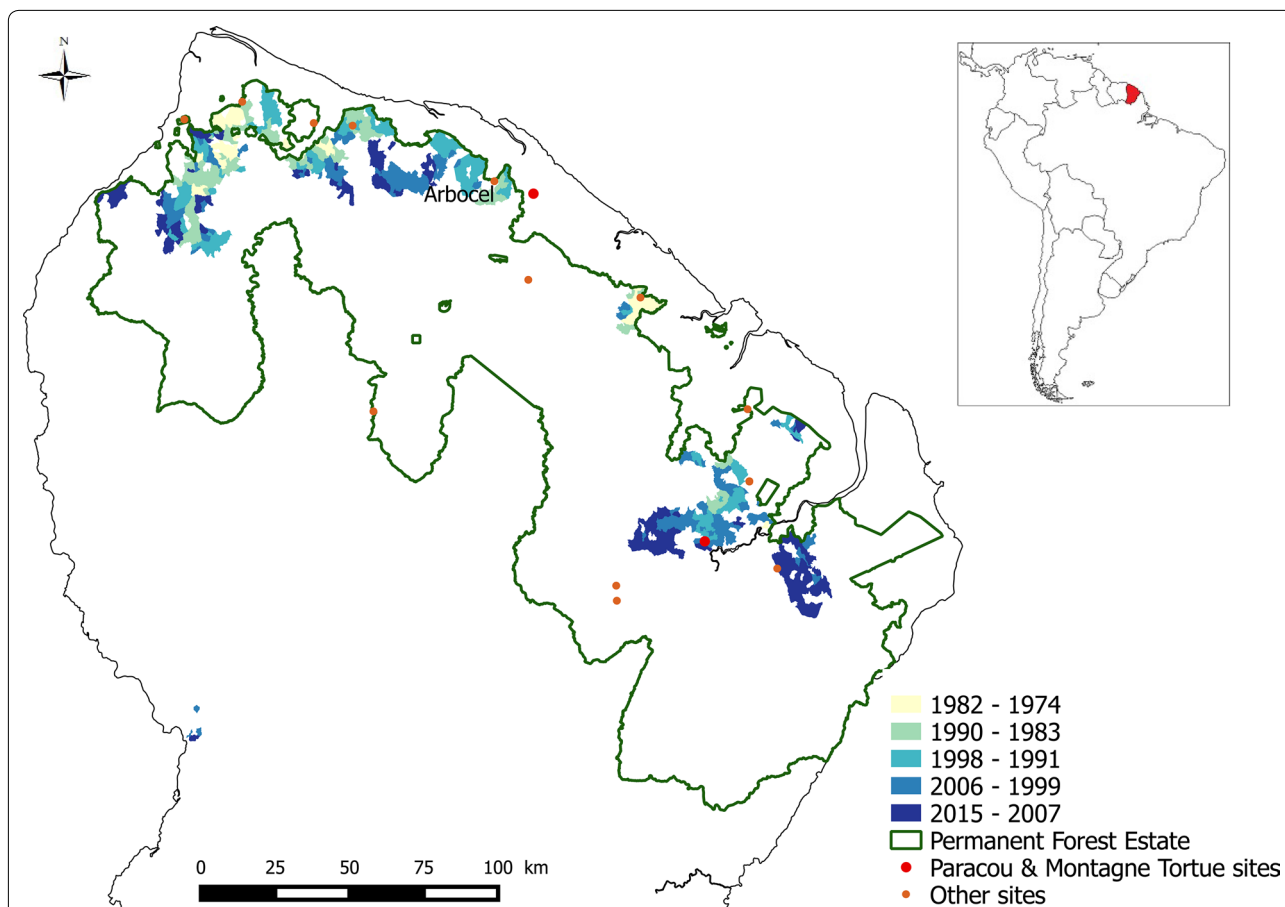 N
Arbocel
1982 - 1974
1990 - 1983
1998 - 1991
2006 - 1999
2015 - 2007
Permanent Forest Estate
Paracou & Montagne Tortue sites
Other sites
0 25 50 75 100 km